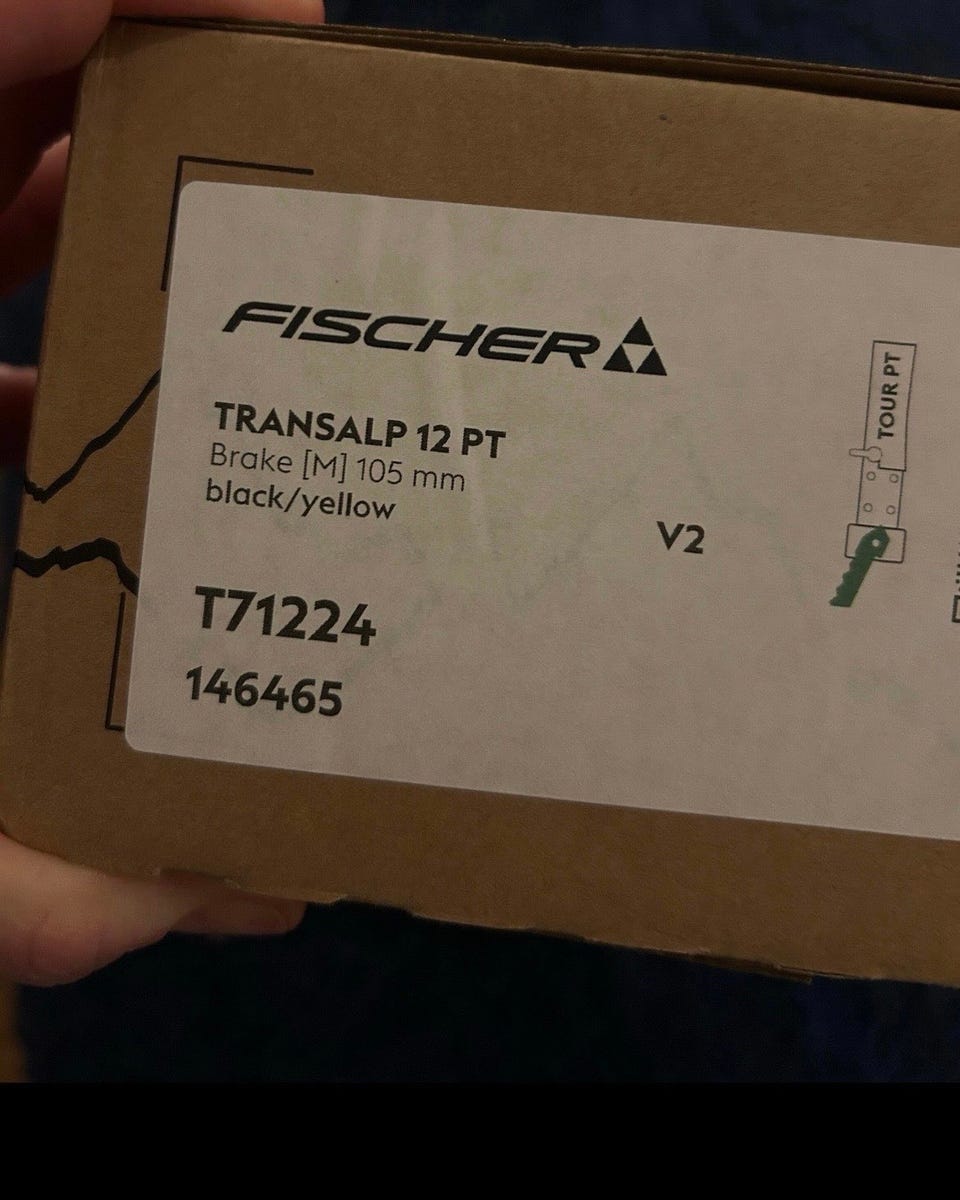 FISCHER
TRANSALP 12 PT
Brake [M] 105 mm
black/yellow
V2
T71224
146465
TOUR PT